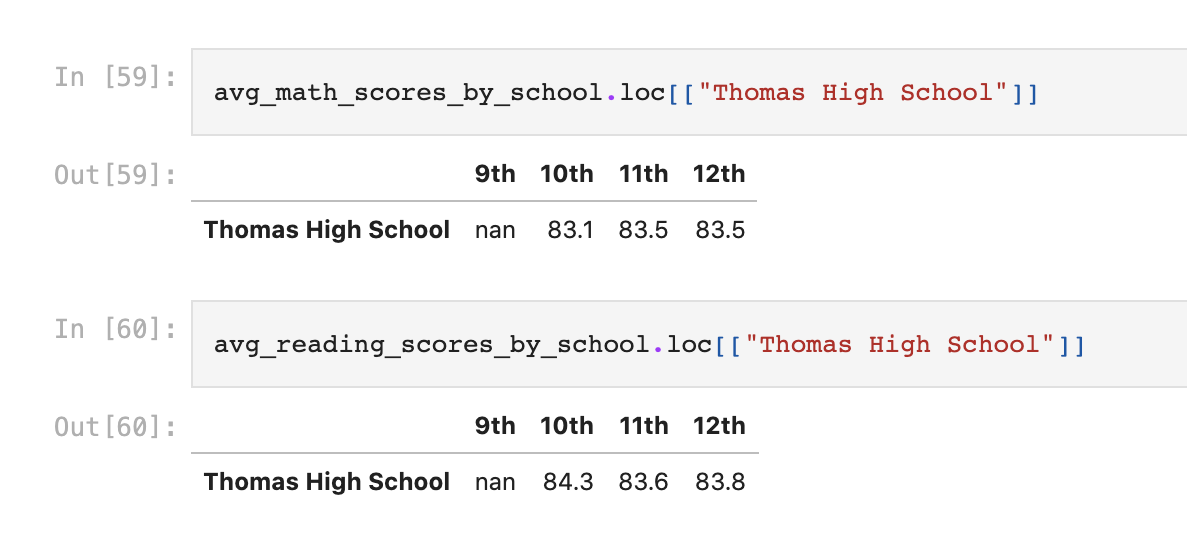 In [59]: avg_math_scores_by_school.loc[["Thomas High School"]]
Out[59]:
9th 10th 11th 12th
Thomas High School nan 83.1 83.5 83.5
In [60]: avg_reading_scores_by_school.loc[["Thomas High School"]]
Out[60]:
9th 10th 11th 12th
Thomas High School nan 84.3 83.6 83.8